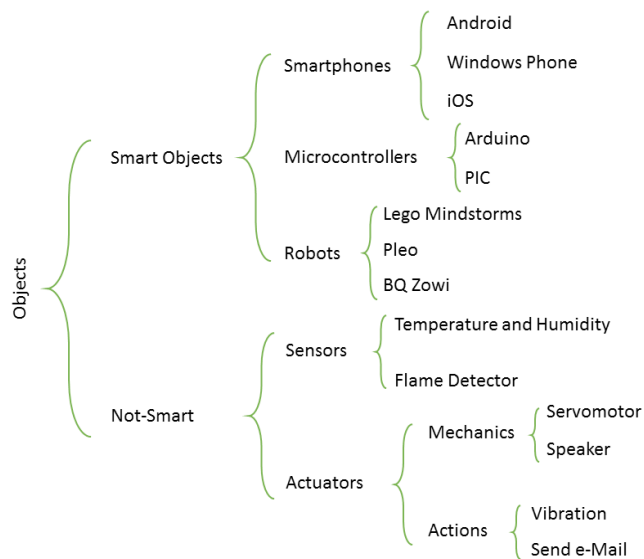 Objects
Smart Objects
Smartphones
Android
Windows Phone
iOS
Microcontrollers
Arduino
PIC
Robots
Lego Mindstorms
Pleo
BQ Zowi
Not-Smart
Sensors
Temperature and Humidity
Flame Detector
Actuators
Mechanics
Servomotor
Speaker
Actions
Vibration
Send e-Mail